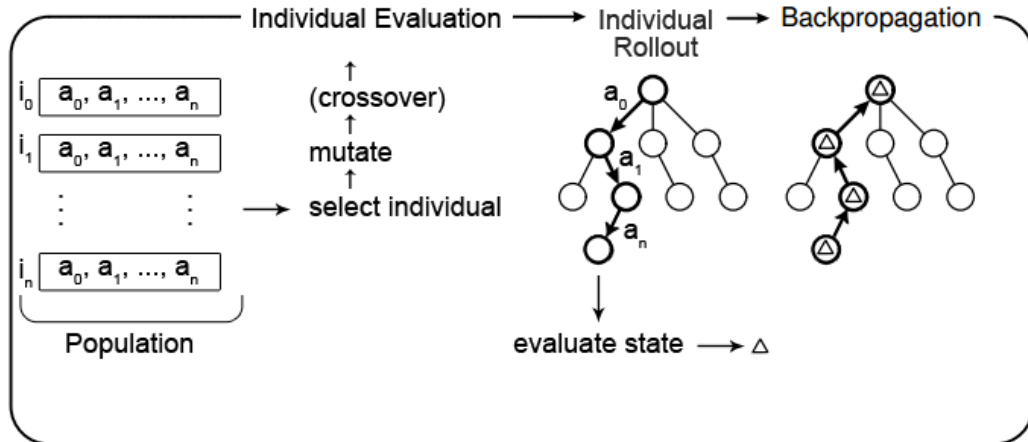 Individual Evaluation
Individual
Rollout
Backpropagation
i₀ a₀, a₁, ..., aₙ
i₁ a₀, a₁, ..., aₙ
iₙ a₀, a₁, ..., aₙ
Population
(crossover)
mutate
select individual
a₀
a₁
aₙ
evaluate state